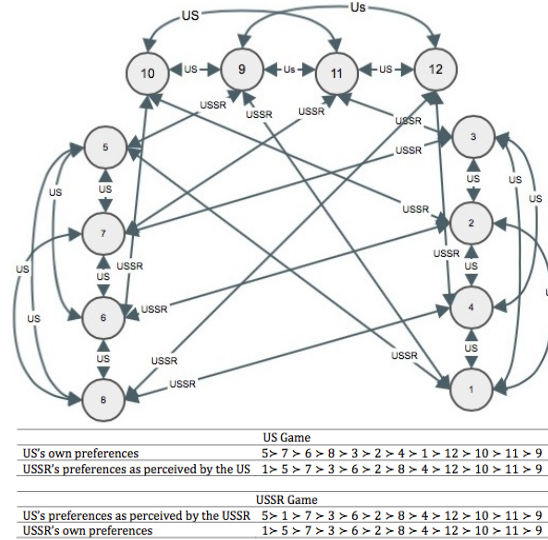 US
Us
10
US
9
Us
11
US
12
USSR
USSR
USSR
USSR
3
5
USSR
US
US
US
US
US
USSR
2
7
US
US
USSR
USSR
US
USSR
4
6
US
USSR
US
US
USSR
USSR
1
8
US Game
US's own preferences 5≻ 7 ≻ 6 ≻ 8 ≻ 3 ≻ 2 ≻ 4 ≻ 1 ≻ 12 ≻ 10 ≻ 11 ≻ 9
USSR's preferences as perceived by the US 1≻ 5 ≻ 7 ≻ 3 ≻ 6 ≻ 2 ≻ 8 ≻ 4 ≻ 12 ≻ 10 ≻ 11 ≻ 9
USSR Game
US's preferences as perceived by the USSR 5≻ 1 ≻ 7 ≻ 3 ≻ 6 ≻ 2 ≻ 8 ≻ 4 ≻ 12 ≻ 10 ≻ 11 ≻ 9
USSR's own preferences 1≻ 5 ≻ 7 ≻ 3 ≻ 6 ≻ 2 ≻ 8 ≻ 4 ≻ 12 ≻ 10 ≻ 11 ≻ 9